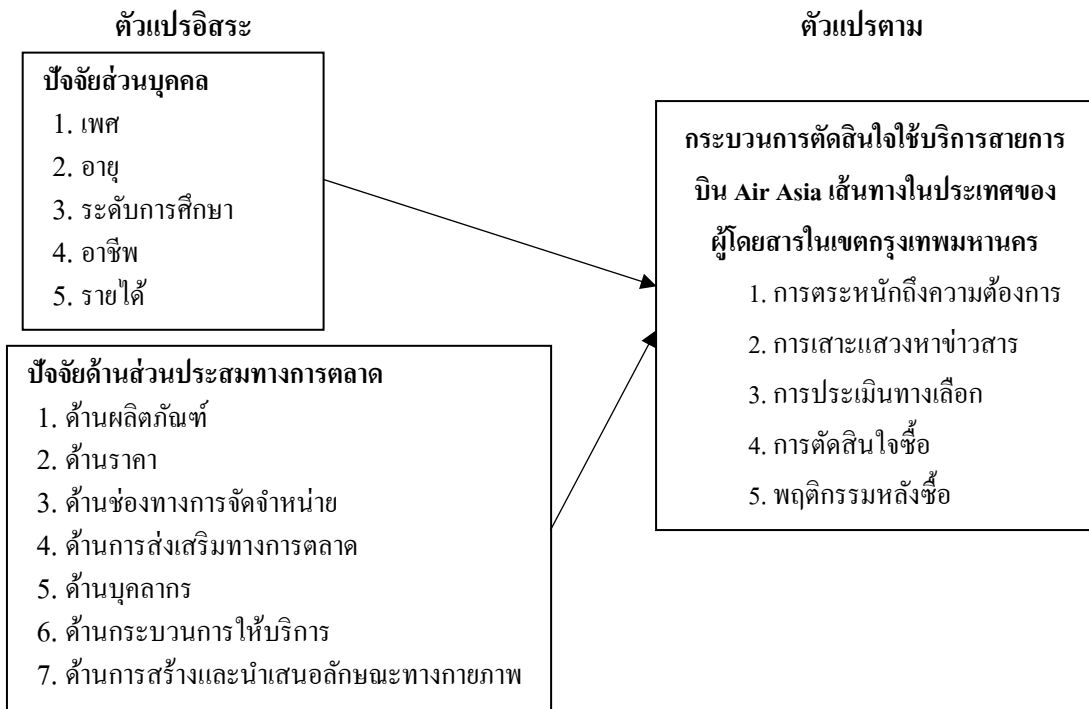 ตัวแปรอิสระ
ปัจจัยส่วนบุคคล
1. เพศ
2. อายุ
3. ระดับการศึกษา
4. อาชีพ
5. รายได้
ปัจจัยด้านส่วนประสมทางการตลาด
1. ด้านผลิตภัณฑ์
2. ด้านราคา
3. ด้านช่องทางการจัดจำหน่าย
4. ด้านการส่งเสริมทางการตลาด
5. ด้านบุคลากร
6. ด้านกระบวนการให้บริการ
7. ด้านการสร้างและนำเสนอลักษณะทางกายภาพ
ตัวแปรตาม
กระบวนการตัดสินใจใช้บริการสายการ
บิน Air Asia เส้นทางในประเทศของ
ผู้โดยสารในเขตกรุงเทพมหานคร
1. การตระหนักถึงความต้องการ
2. การเสาะแสวงหาข่าวสาร
3. การประเมินทางเลือก
4. การตัดสินใจซื้อ
5. พฤติกรรมหลังซื้อ